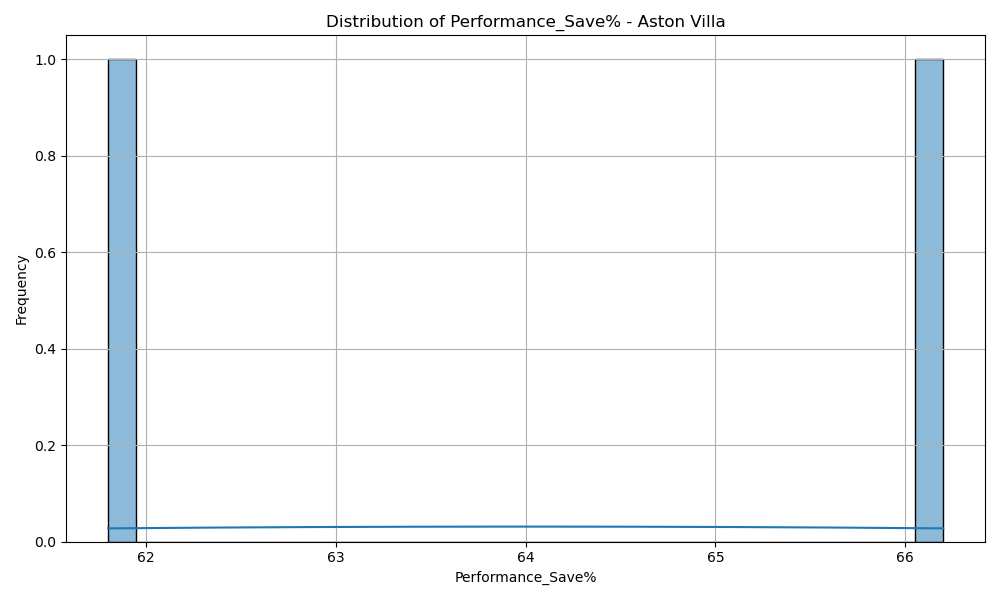 Distribution of Performance_Save% - Aston Villa
1.0
0.8
0.6
0.4
0.2
0.0
Frequency
62 63 64 65 66
Performance_Save%